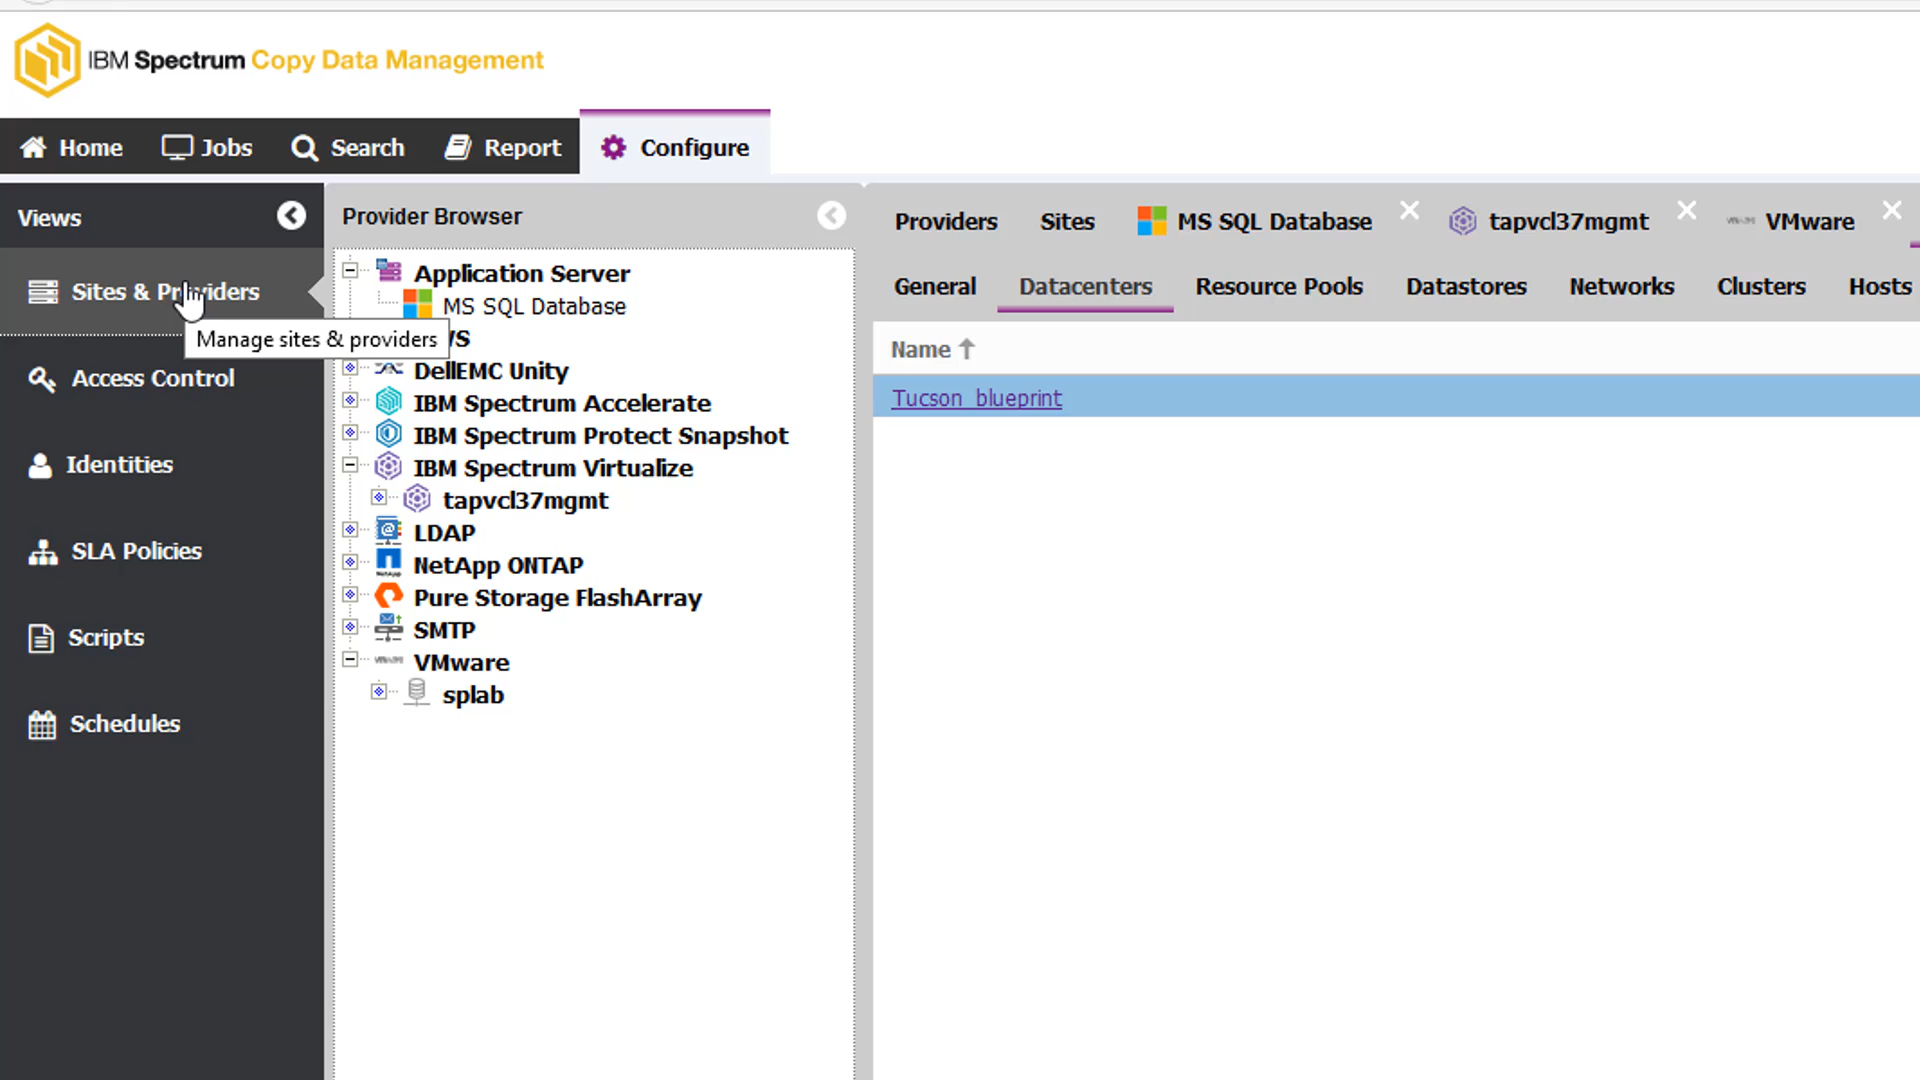 IBM Spectrum Copy Data Management
Home Jobs Search Report Configure
Views
Sites & Providers
Manage sites & providers
Access Control
Identities
SLA Policies
Scripts
Schedules
Provider Browser
Application Server
MS SQL Database
DellEMC Unity
IBM Spectrum Accelerate
IBM Spectrum Protect Snapshot
IBM Spectrum Virtualize
tapvcl37mgmt
LDAP
NetApp ONTAP
Pure Storage FlashArray
SMTP
VMware
splab
Providers Sites MS SQL Database tapvcl37mgmt VMware
General Datacenters Resource Pools Datastores Networks Clusters Hosts
Name
Tucson_blueprint